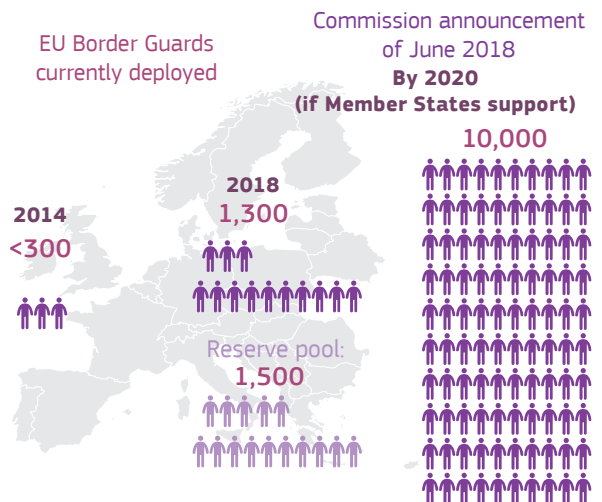 EU Border Guards
currently deployed
Commission announcement
of June 2018
By 2020
(if Member States support)
10,000
2014
<300
2018
1,300
Reserve pool:
1,500